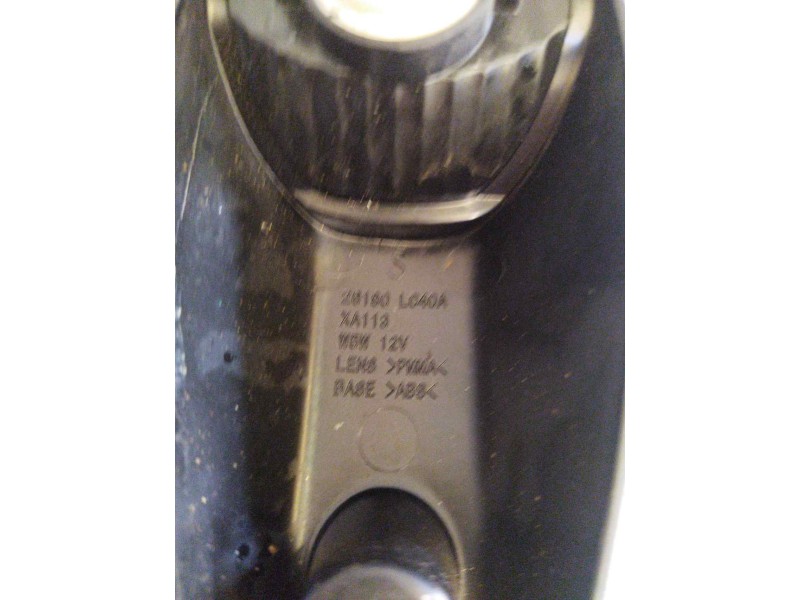 S
26160 LC40A
XA113
W5W 12V
LENS >PMMA<
BASE >ABS<